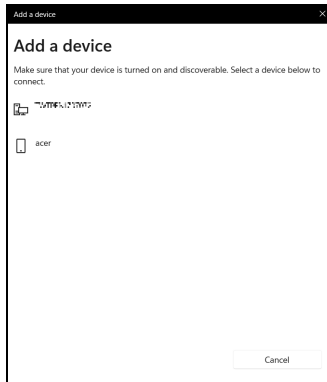 Add a device
Add a device
Make sure that your device is turned on and discoverable. Select a device below to
connect.
acer
Cancel